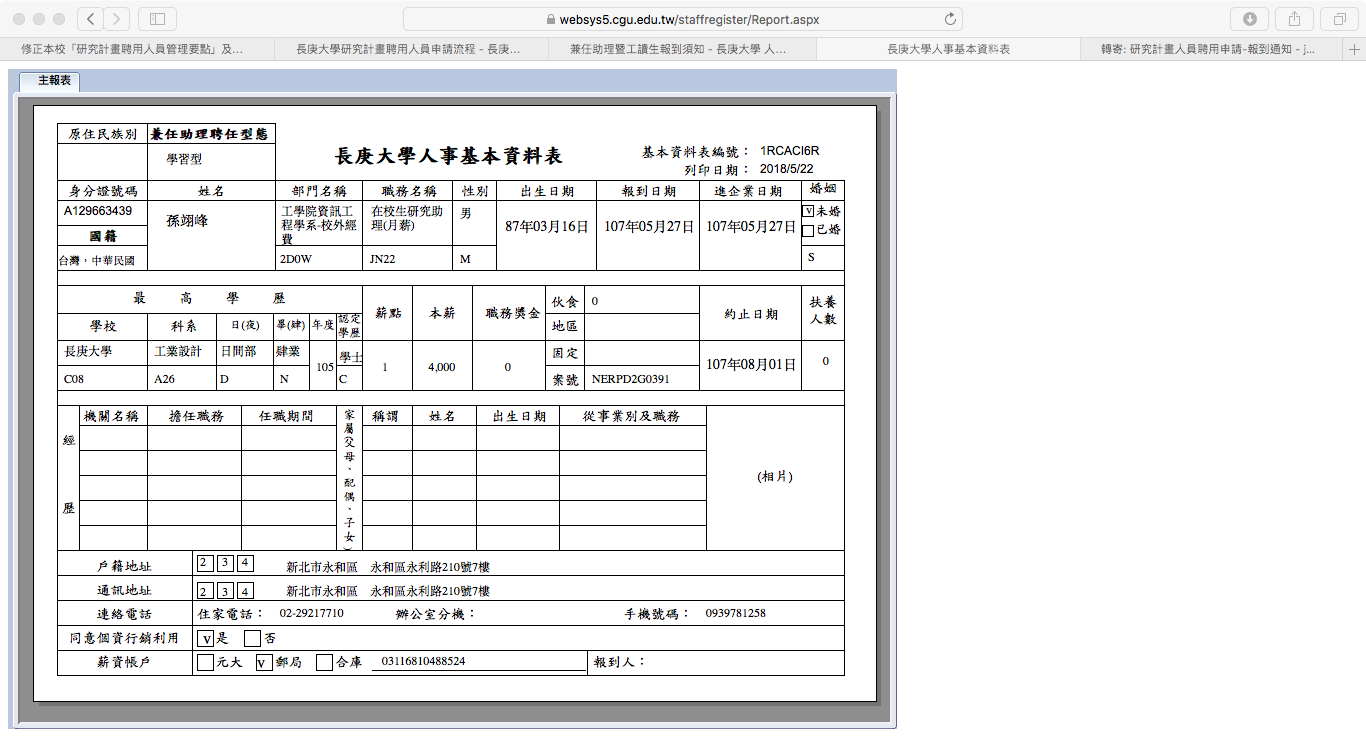 websys5.cgu.edu.tw/staffregister/Report.aspx
修正本校「研究計畫聘用人員管理要點」及... 長庚大學研究計畫聘用人員申請流程 - 長庚... 兼任助理暨工讀生報到須知 - 長庚大學 人... 長庚大學人事基本資料表 轉寄: 研究計畫人員聘用申請-報到通知 - j...
主報表
原住民族別 兼任助理聘任型態
學習型
長庚大學人事基本資料表
基本資料表編號： 1RCACI6R
列印日期： 2018/5/22
身分證號碼 姓名 部門名稱 職務名稱 性別 出生日期 報到日期 進企業日期 婚姻
A129663439 孫翊峰 工學院資訊工程學系-校外經費 在校生研究助理(月薪) 男 87年03月16日 107年05月27日 107年05月27日 v 未婚
已婚
國籍
台灣，中華民國 2D0W JN22 M S
最高學歷 薪點 本薪 職務獎金 伙食 0 約止日期 扶養人數
學校 科系 日(夜) 畢(肄) 年度 認定學歷 地區
長庚大學 工業設計 日間部 肄業 105 學士 1 4,000 0 固定 107年08月01日 0
C08 A26 D N C 案號 NERPD2G0391
經歷 機關名稱 擔任職務 任職期間 家屬父母、配偶、子女 稱謂 姓名 出生日期 從事業別及職務
(相片)
戶籍地址 2 3 4 新北市永和區 永和區永利路210號7樓
通訊地址 2 3 4 新北市永和區 永和區永利路210號7樓
連絡電話 住家電話： 02-29217710 辦公室分機： 手機號碼： 0939781258
同意個資行銷利用 v 是 否
薪資帳戶 元大 v 郵局 合庫 03116810488524 報到人：